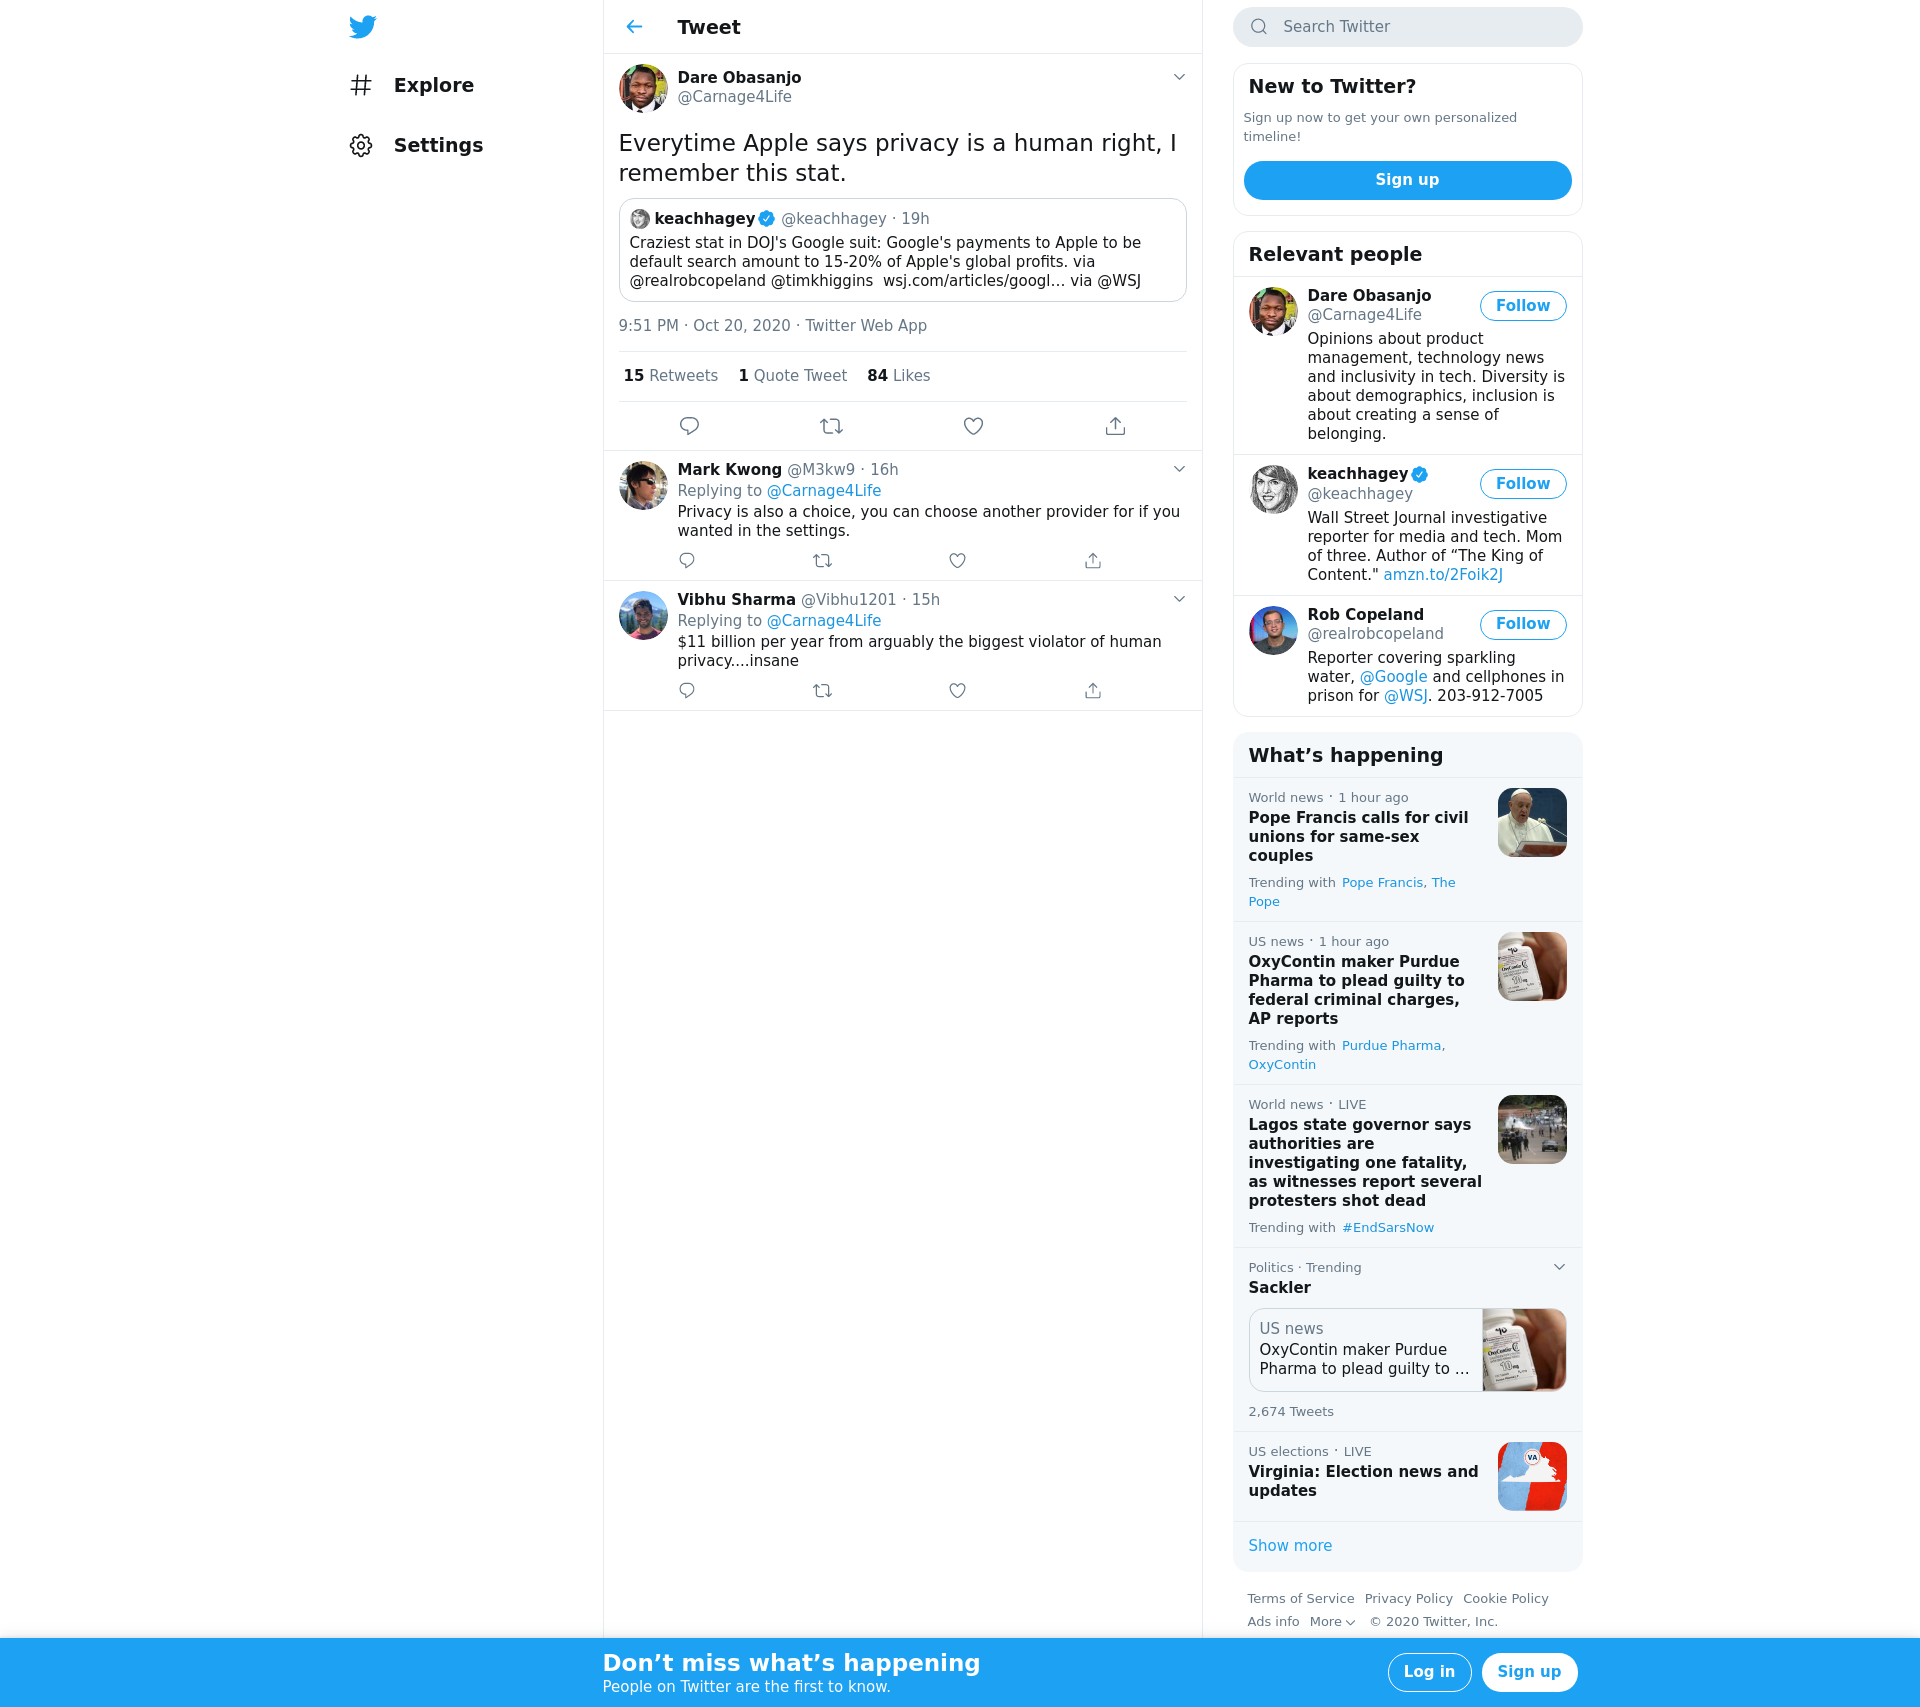 Explore
Settings
Tweet
Dare Obasanjo
@Carnage4Life
Everytime Apple says privacy is a human right, I
remember this stat.
keachhagey @keachhagey · 19h
Craziest stat in DOJ's Google suit: Google's payments to Apple to be
default search amount to 15-20% of Apple's global profits. via
@realrobcopeland @timkhiggins wsj.com/articles/googl… via @WSJ
9:51 PM · Oct 20, 2020 · Twitter Web App
15 Retweets 1 Quote Tweet 84 Likes
Mark Kwong @M3kw9 · 16h
Replying to @Carnage4Life
Privacy is also a choice, you can choose another provider for if you
wanted in the settings.
Vibhu Sharma @Vibhu1201 · 15h
Replying to @Carnage4Life
$11 billion per year from arguably the biggest violator of human
privacy....insane
Search Twitter
New to Twitter?
Sign up now to get your own personalized
timeline!
Sign up
Relevant people
Dare Obasanjo
@Carnage4Life
Follow
Opinions about product
management, technology news
and inclusivity in tech. Diversity is
about demographics, inclusion is
about creating a sense of
belonging.
keachhagey
@keachhagey
Follow
Wall Street Journal investigative
reporter for media and tech. Mom
of three. Author of “The King of
Content." amzn.to/2Foik2J
Rob Copeland
@realrobcopeland
Follow
Reporter covering sparkling
water, @Google and cellphones in
prison for @WSJ. 203-912-7005
What’s happening
World news · 1 hour ago
Pope Francis calls for civil
unions for same-sex
couples
Trending with Pope Francis, The
Pope
US news · 1 hour ago
OxyContin maker Purdue
Pharma to plead guilty to
federal criminal charges,
AP reports
Trending with Purdue Pharma,
OxyContin
World news · LIVE
Lagos state governor says
authorities are
investigating one fatality,
as witnesses report several
protesters shot dead
Trending with #EndSarsNow
Politics · Trending
Sackler
US news
OxyContin maker Purdue
Pharma to plead guilty to …
OxyContin
10 mg
2,674 Tweets
US elections · LIVE
Virginia: Election news and
updates
VA
Show more
Terms of Service Privacy Policy Cookie Policy
Ads info More © 2020 Twitter, Inc.
Don’t miss what’s happening
People on Twitter are the first to know.
Log in
Sign up